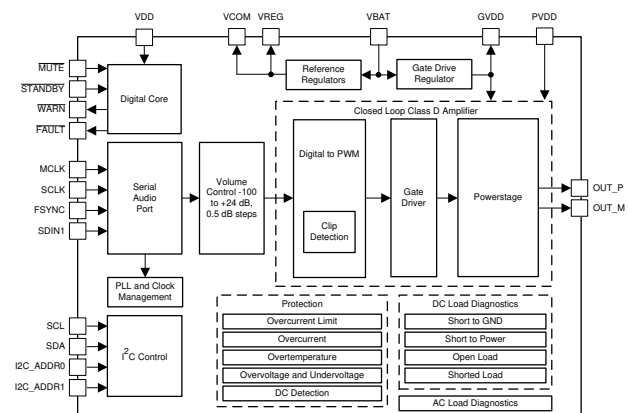 VDD
VCOM
VREG
VBAT
GVDD
PVDD
MUTE
STANDBY
WARN
FAULT
Digital Core
Reference
Regulators
Gate Drive
Regulator
Closed Loop Class D Amplifier
MCLK
SCLK
FSYNC
SDIN1
Serial
Audio
Port
Volume
Control -100
to +24 dB,
0.5 dB steps
Digital to PWM
Clip
Detection
Gate
Driver
Powerstage
OUT_P
OUT_M
PLL and Clock
Management
SCL
SDA
I2C_ADDR0
I2C_ADDR1
I2C Control
Protection
Overcurrent Limit
Overcurrent
Overtemperature
Overvoltage and Undervoltage
DC Detection
DC Load Diagnostics
Short to GND
Short to Power
Open Load
Shorted Load
AC Load Diagnostics